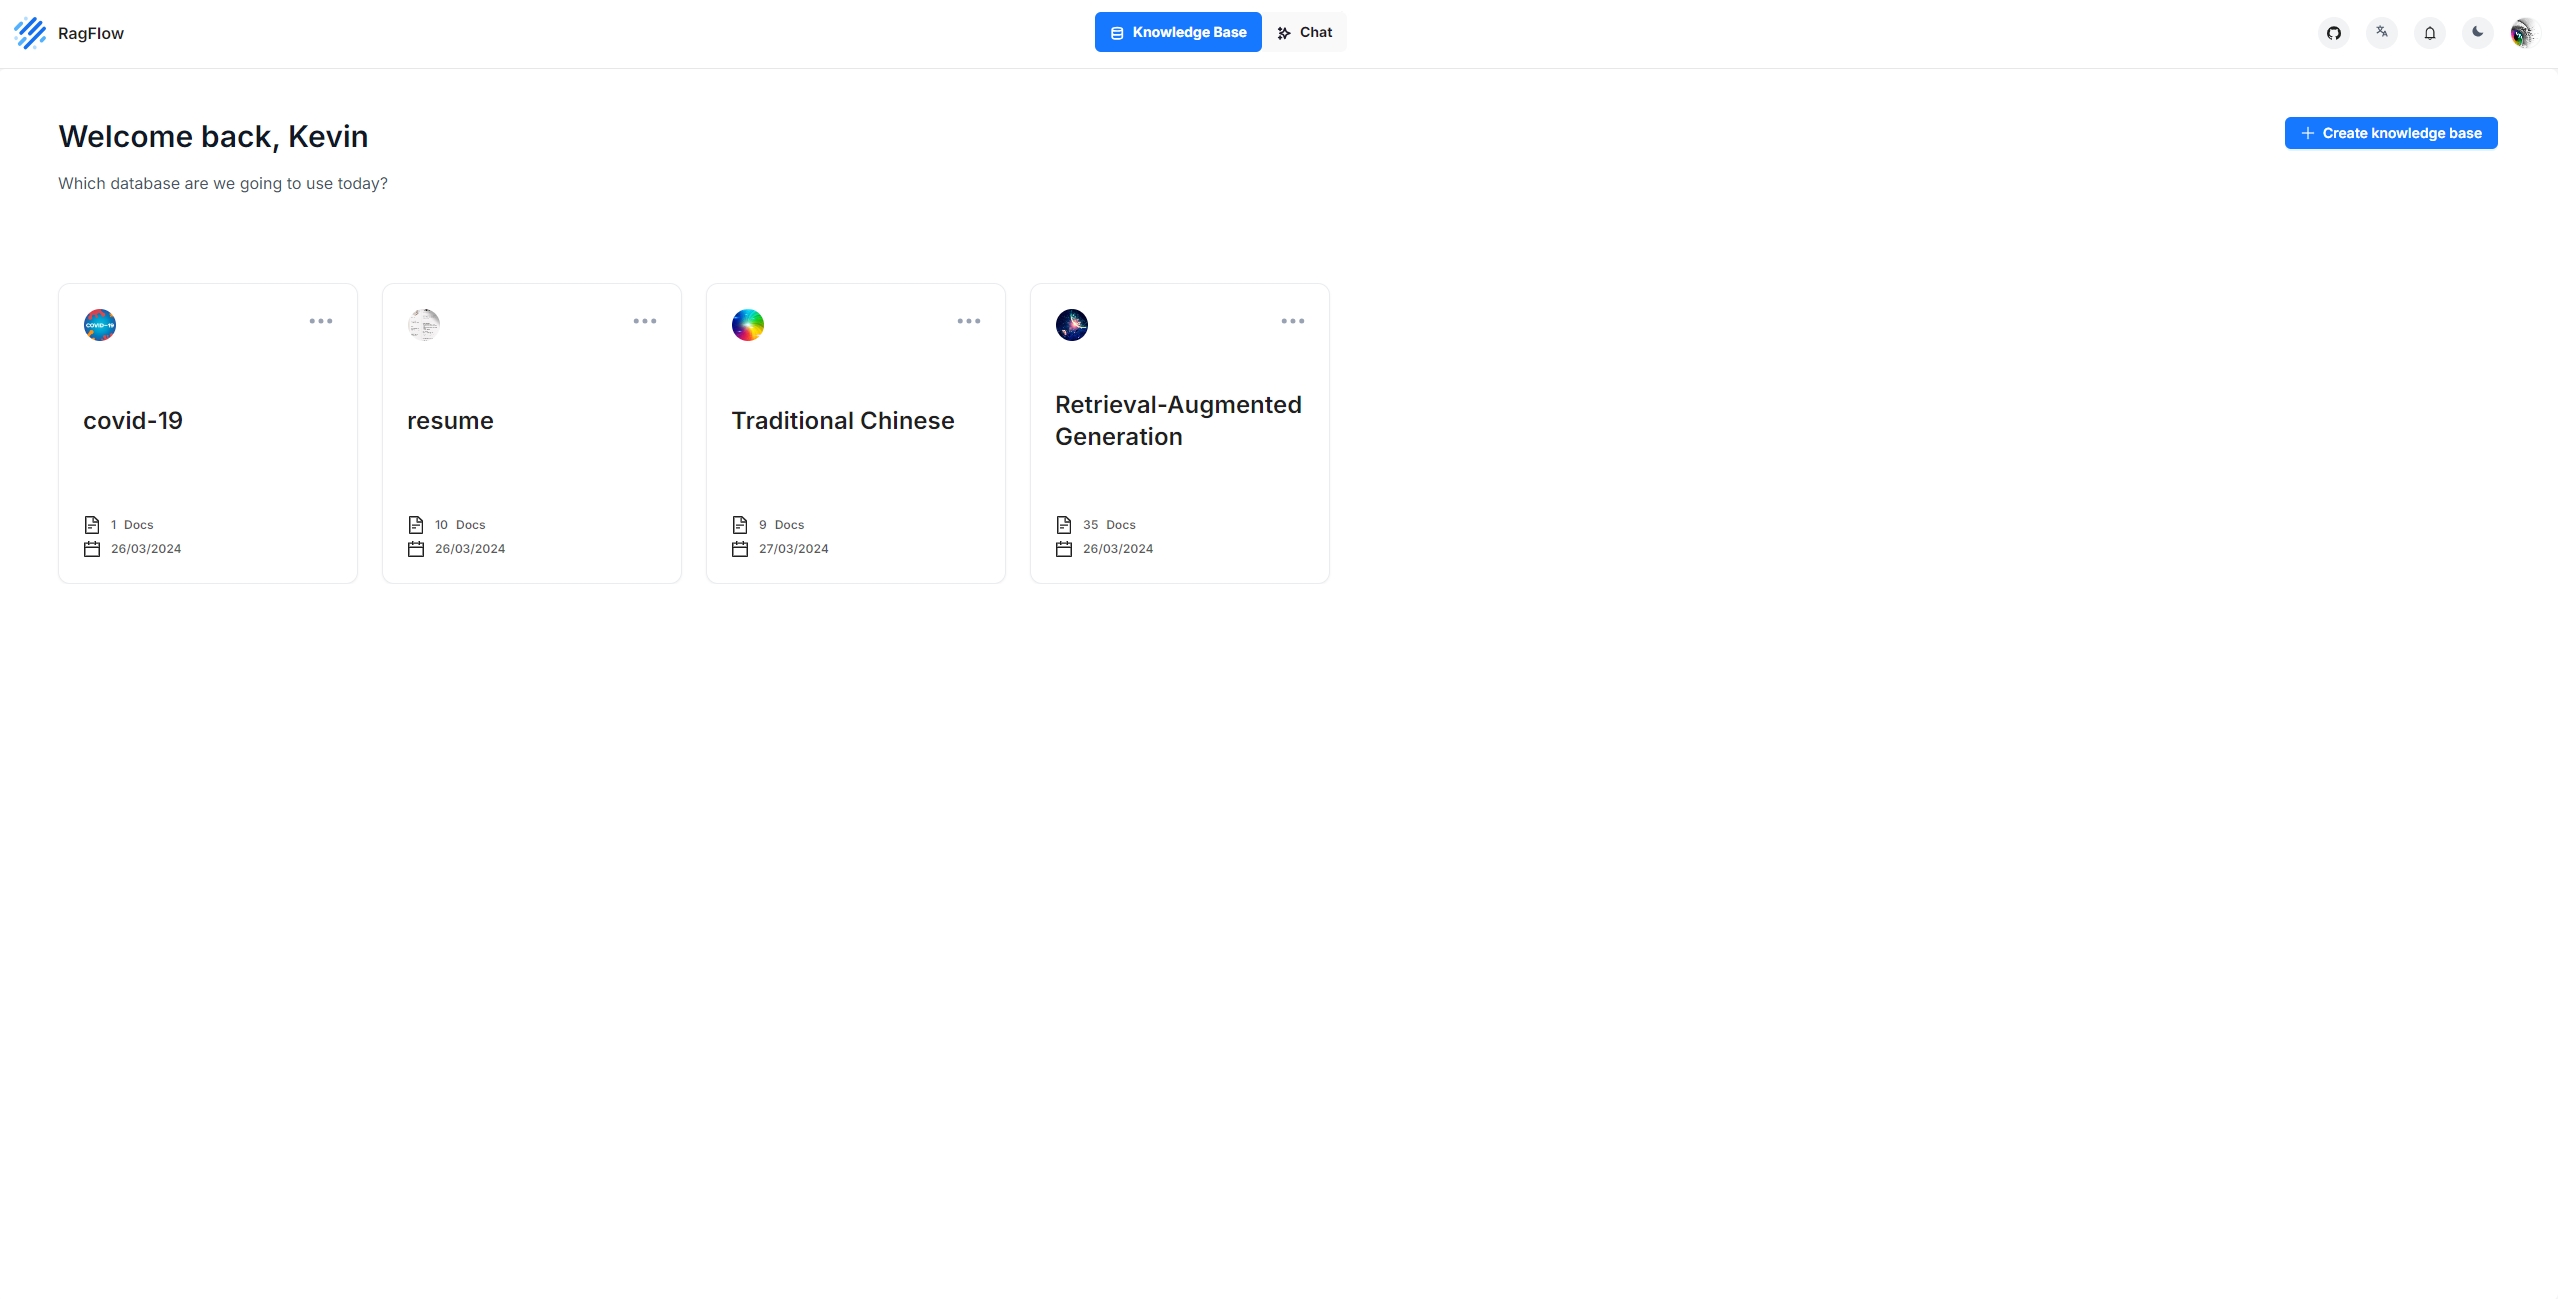 RagFlow
Knowledge Base
Chat
Welcome back, Kevin
Create knowledge base
Which database are we going to use today?
COVID-19
covid-19
1 Docs
26/03/2024
resume
10 Docs
26/03/2024
Traditional Chinese
9 Docs
27/03/2024
Retrieval-Augmented
Generation
35 Docs
26/03/2024